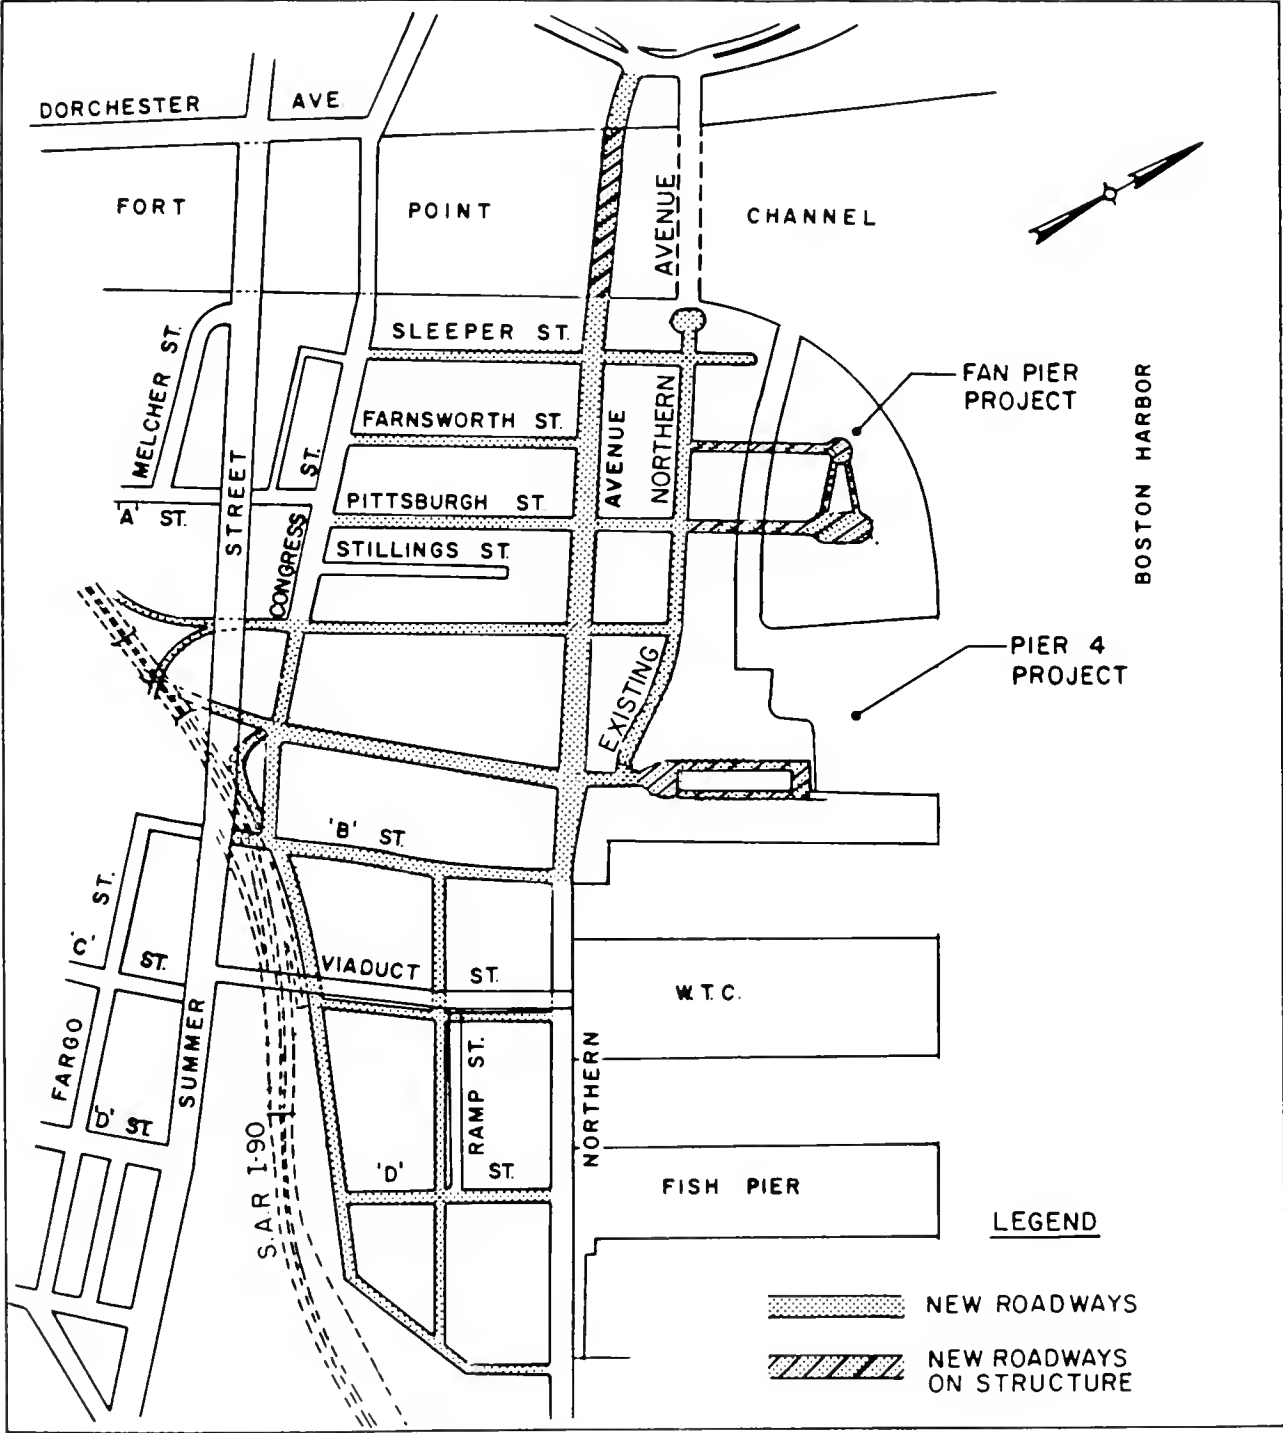 DORCHESTER AVE.
FORT POINT CHANNEL
AVENUE
MELCHER ST.
SLEEPER ST.
FARNSWORTH ST.
FAN PIER
PROJECT
BOSTON HARBOR
AVENUE
NORTHERN
'A' ST.
STREET
CONGRESS ST.
PITTSBURGH ST.
STILLINGS ST.
EXISTING
PIER 4
PROJECT
'B' ST.
'C' ST.
ST.
VIADUCT ST.
W.T.C.
FARGO
SUMMER
'D' ST.
RAMP ST.
NORTHERN
S.A.R I-90
'D' ST.
FISH PIER
LEGEND
NEW ROADWAYS
NEW ROADWAYS
ON STRUCTURE